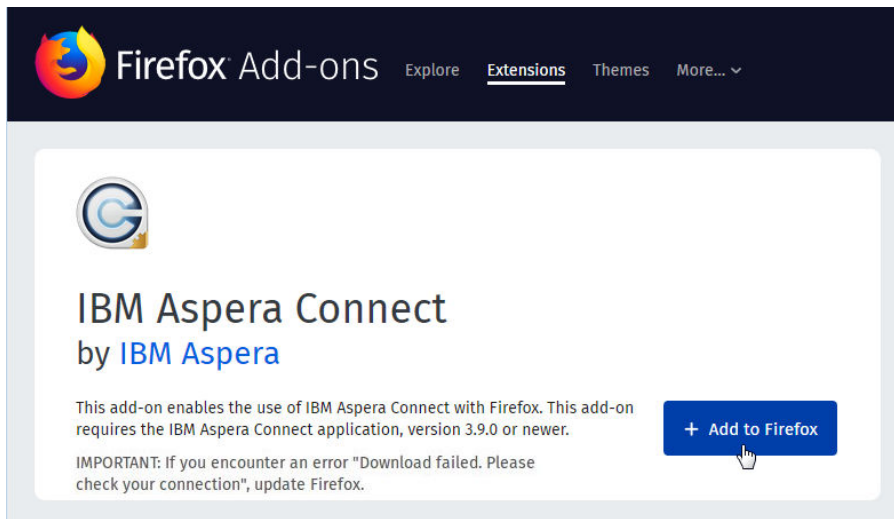 Firefox Add-ons Explore Extensions Themes More...
IBM Aspera Connect
by IBM Aspera
This add-on enables the use of IBM Aspera Connect with Firefox. This add-on
requires the IBM Aspera Connect application, version 3.9.0 or newer.
+ Add to Firefox
IMPORTANT: If you encounter an error "Download failed. Please
check your connection", update Firefox.